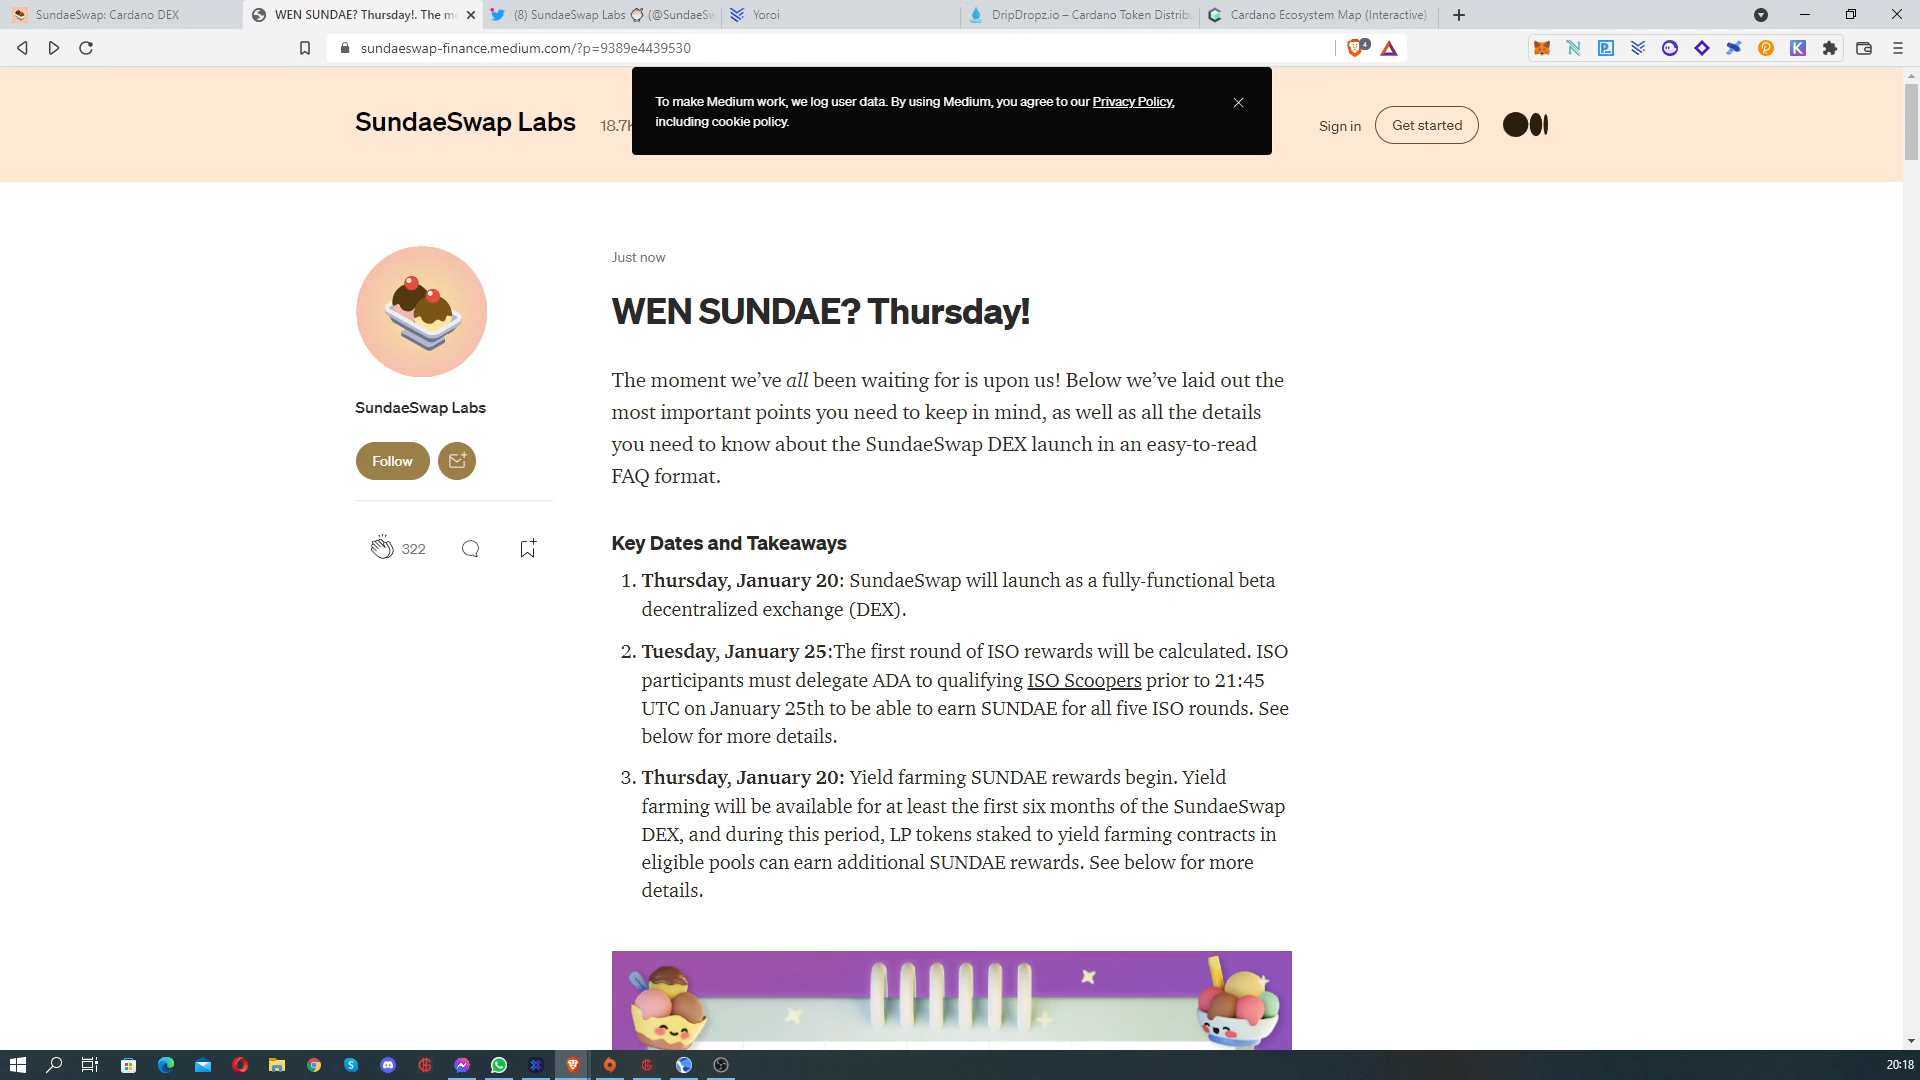 SundaeSwap: Cardano DEX
WEN SUNDAE? Thursday!. The m
(8) SundaeSwap Labs (@SundaeSw
Yoroi
DripDropz.io – Cardano Token Distribu
Cardano Ecosystem Map (Interactive)
sundaeswap-finance.medium.com/?p=9389e4439530
4
SundaeSwap Labs
18.7K
To make Medium work, we log user data. By using Medium, you agree to our Privacy Policy,
including cookie policy.
Sign in
Get started
SundaeSwap Labs
Follow
322
Just now
WEN SUNDAE? Thursday!
The moment we’ve all been waiting for is upon us! Below we’ve laid out the
most important points you need to keep in mind, as well as all the details
you need to know about the SundaeSwap DEX launch in an easy-to-read
FAQ format.
Key Dates and Takeaways
1. Thursday, January 20: SundaeSwap will launch as a fully-functional beta
decentralized exchange (DEX).
2. Tuesday, January 25:The first round of ISO rewards will be calculated. ISO
participants must delegate ADA to qualifying ISO Scoopers prior to 21:45
UTC on January 25th to be able to earn SUNDAE for all five ISO rounds. See
below for more details.
3. Thursday, January 20: Yield farming SUNDAE rewards begin. Yield
farming will be available for at least the first six months of the SundaeSwap
DEX, and during this period, LP tokens staked to yield farming contracts in
eligible pools can earn additional SUNDAE rewards. See below for more
details.
20:18